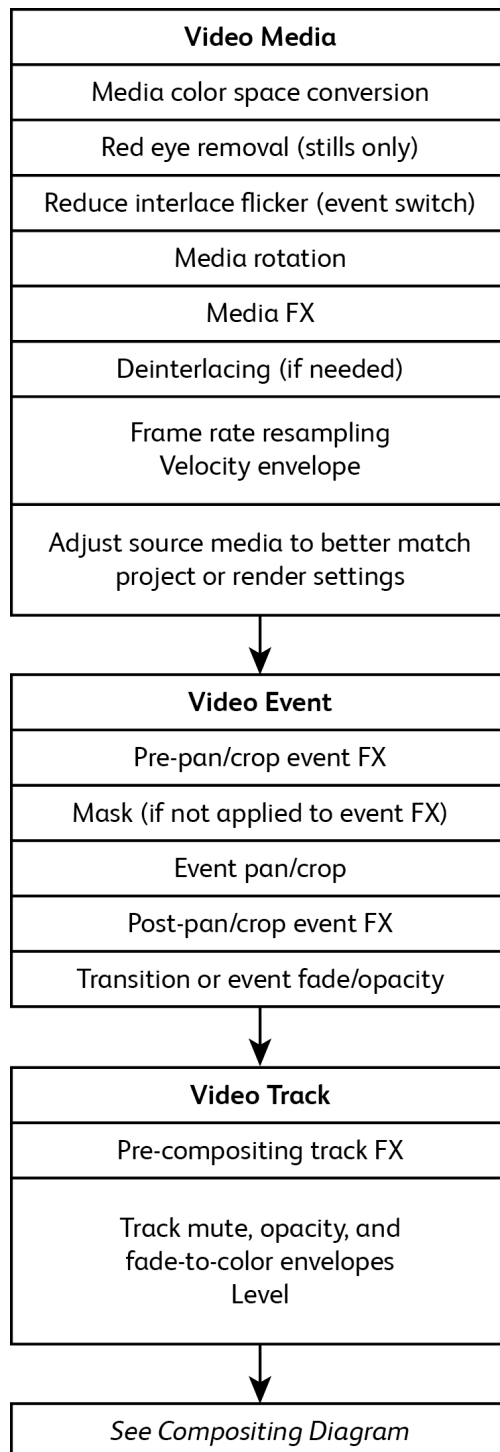 Video Media
Media color space conversion
Red eye removal (stills only)
Reduce interlace flicker (event switch)
Media rotation
Media FX
Deinterlacing (if needed)
Frame rate resampling
Velocity envelope
Adjust source media to better match
project or render settings
Video Event
Pre-pan/crop event FX
Mask (if not applied to event FX)
Event pan/crop
Post-pan/crop event FX
Transition or event fade/opacity
Video Track
Pre-compositing track FX
Track mute, opacity, and
fade-to-color envelopes
Level
See Compositing Diagram